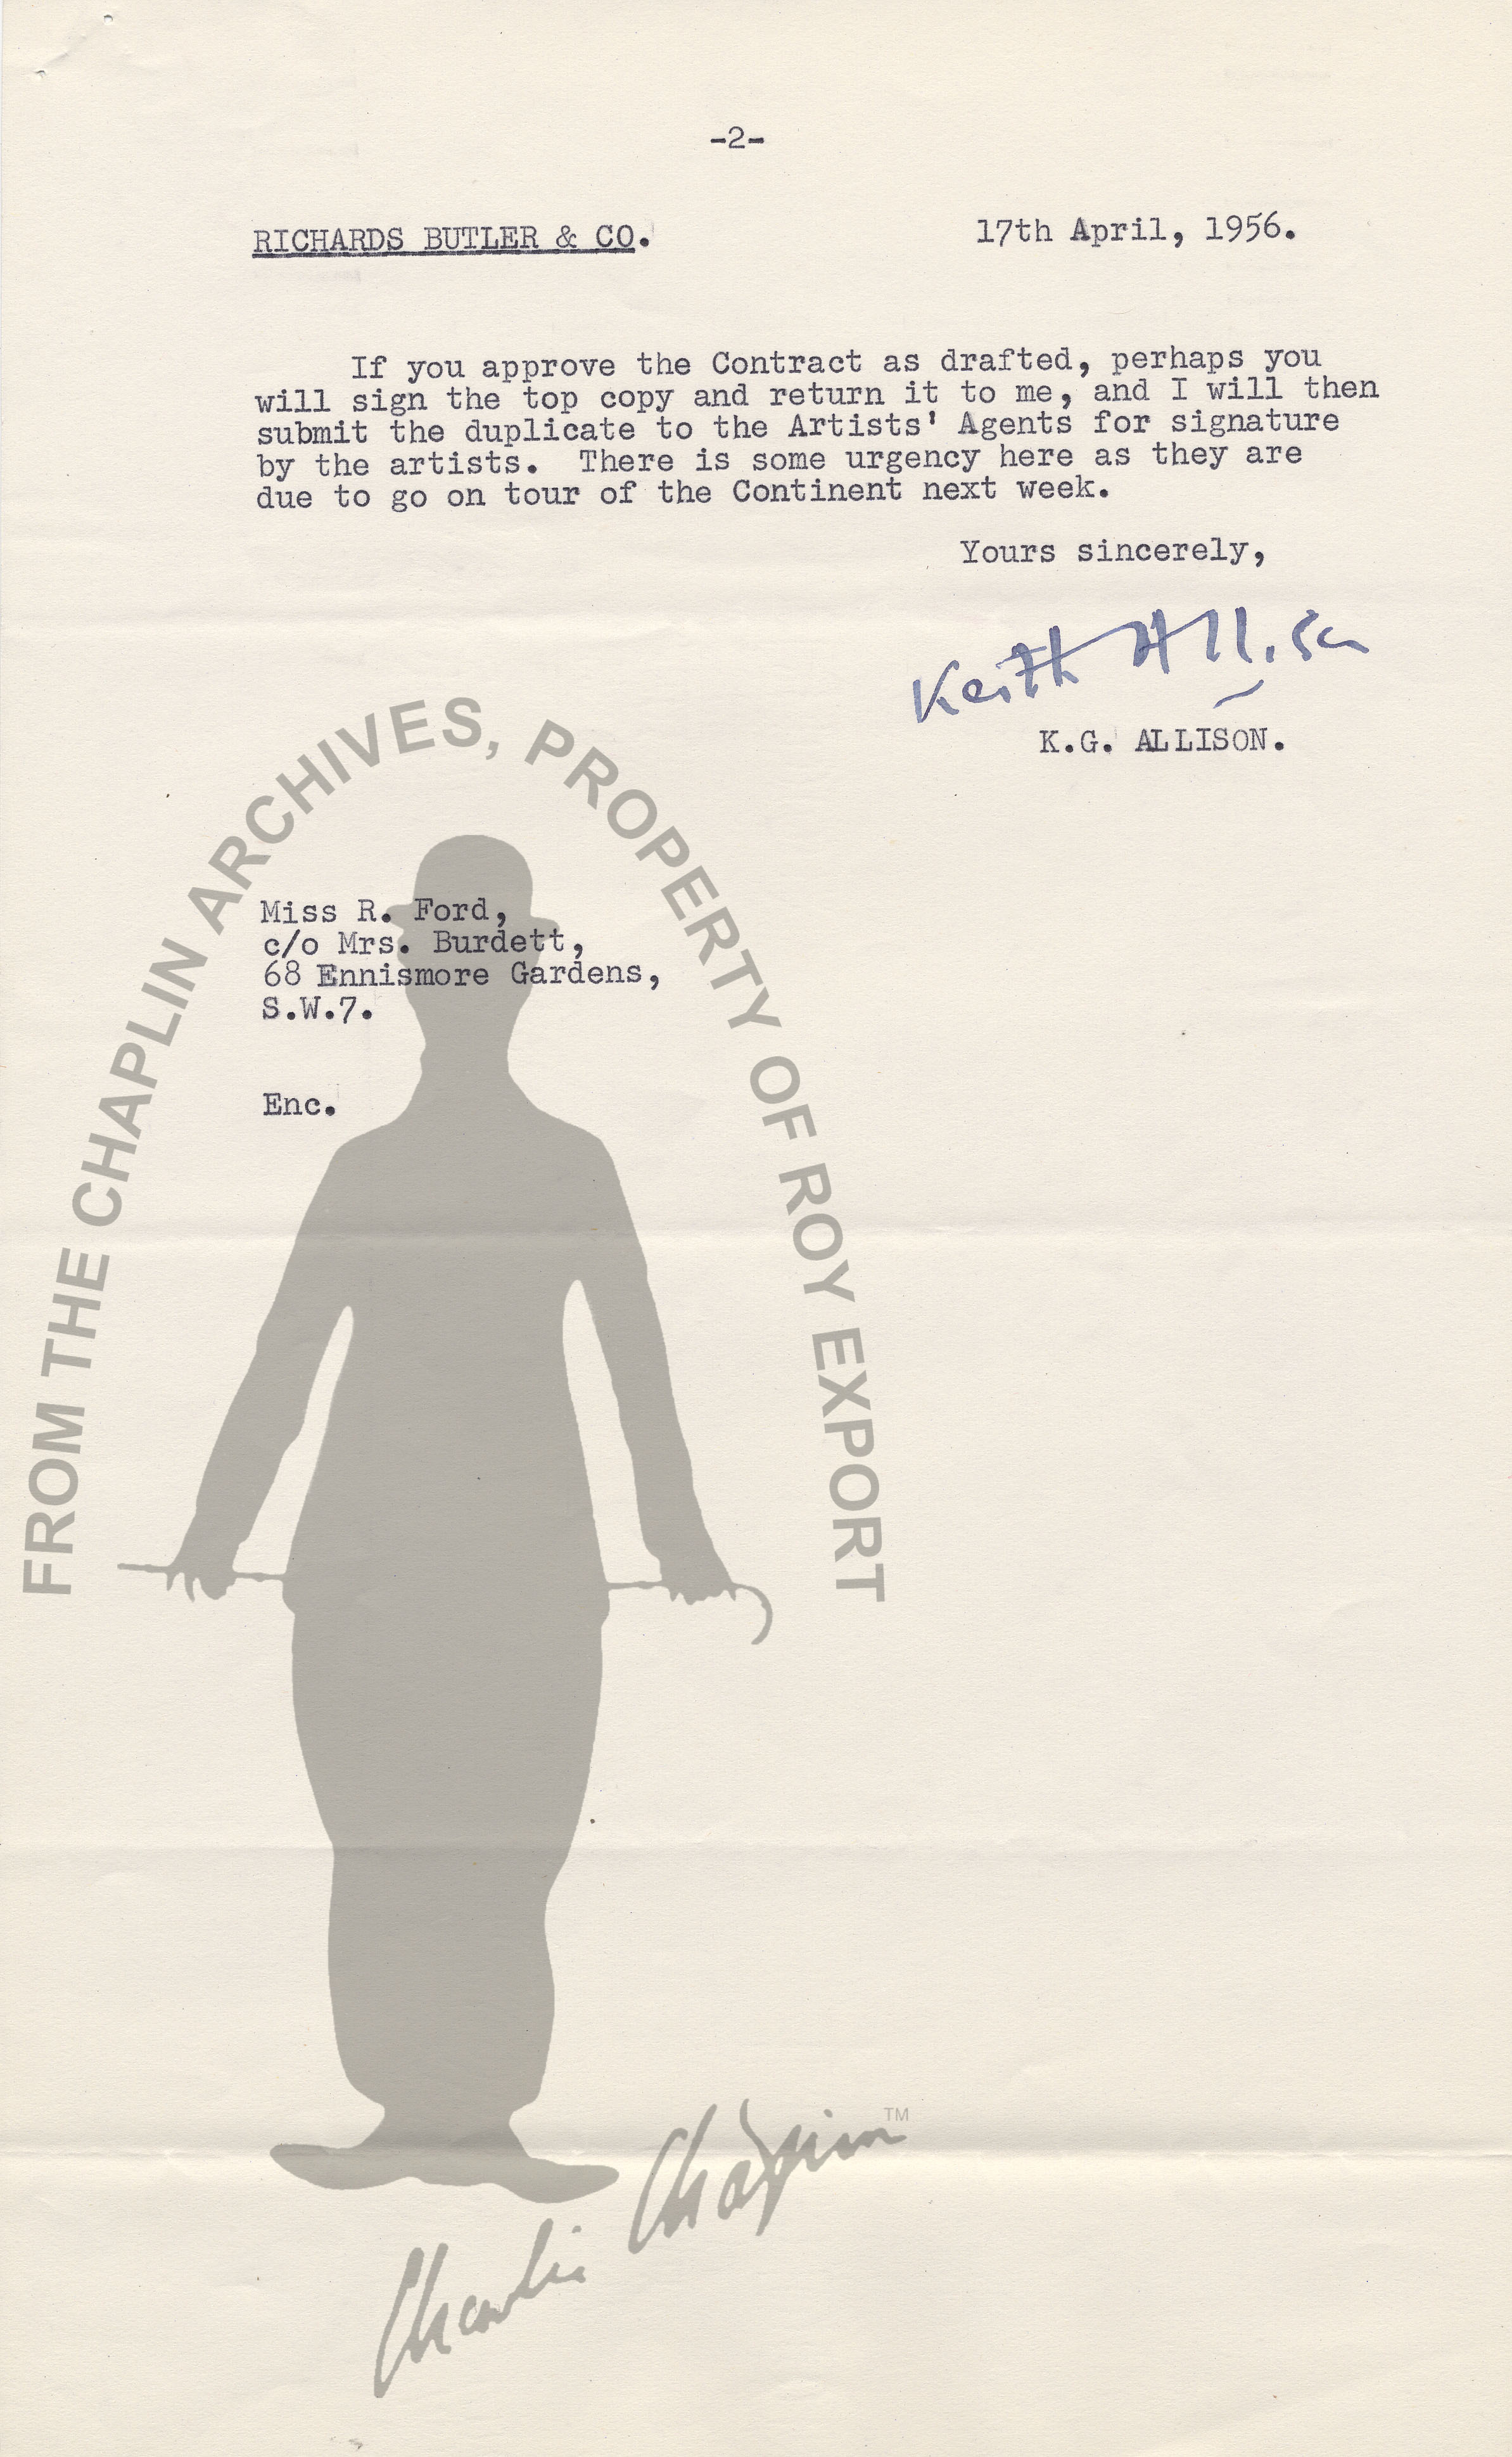 -2-
RICHARDS BUTLER & CO.
17th April, 1956.
If you approve the Contract as drafted, perhaps you
will sign the top copy and return it to me, and I will then
submit the duplicate to the Artists' Agents for signature
by the artists. There is some urgency here as they are
due to go on tour of the Continent next week.
Yours sincerely,
Keith Allison
K.G. ALLISON.
Miss R. Ford,
c/o Mrs. Burdett,
68 Ennismore Gardens,
S.W.7.
Enc.
FROM THE CHAPLIN ARCHIVES, PROPERTY OF ROY EXPORT
Charlie Chaplin™